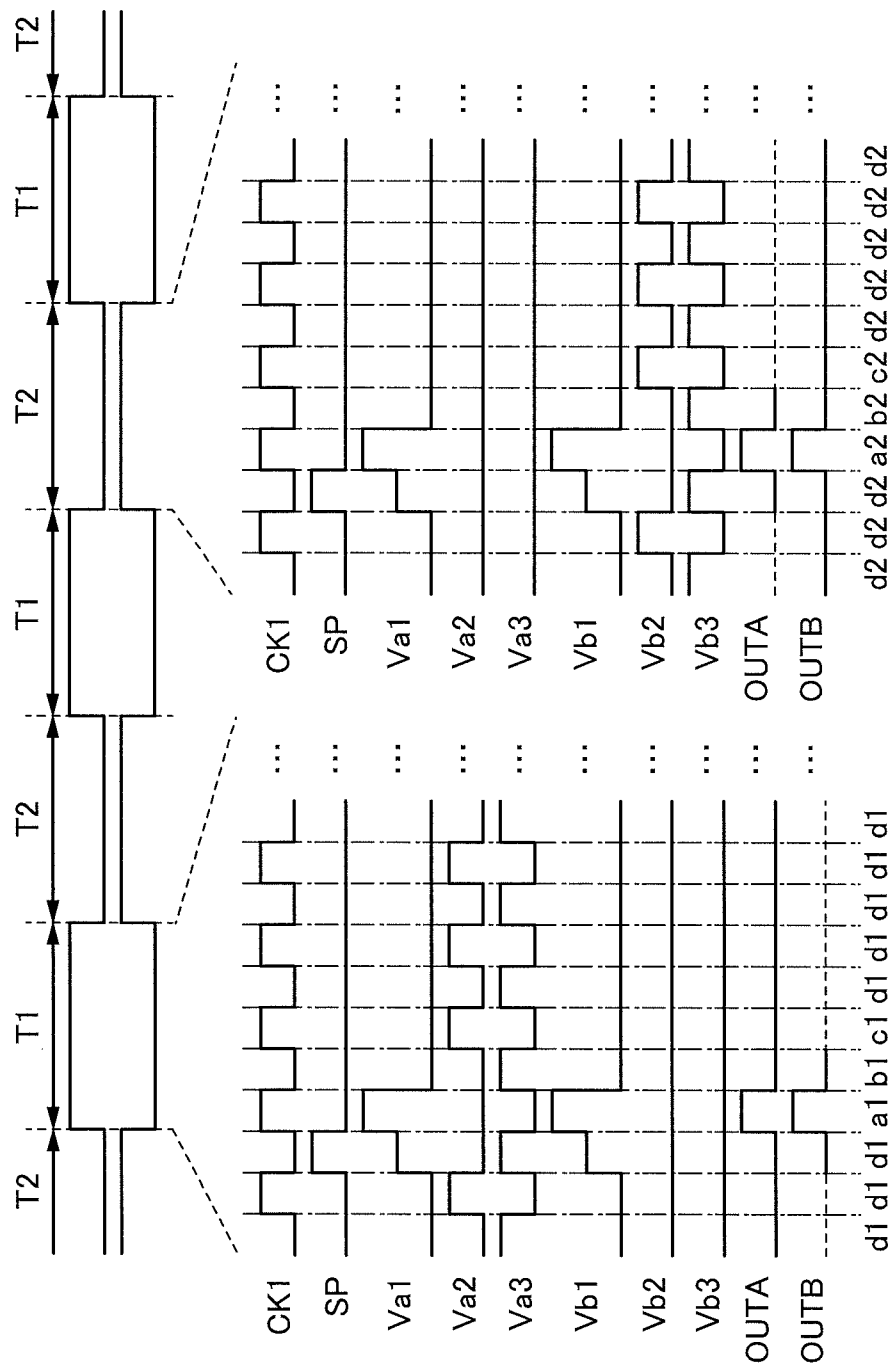 T2 T1 T2 T1 T2 T1 T2
CK1 ... CK1 ...
SP ... SP ...
Va1 ... Va1 ...
Va2 ... Va2 ...
Va3 ... Va3 ...
Vb1 ... Vb1 ...
Vb2 ... Vb2 ...
Vb3 ... Vb3 ...
OUTA ... OUTA ...
OUTB ... OUTB ...
d1 d1 d1 a1 b1 c1 d1 d1 d1 d1 d1 d2 d2 d2 a2 b2 c2 d2 d2 d2 d2 d2